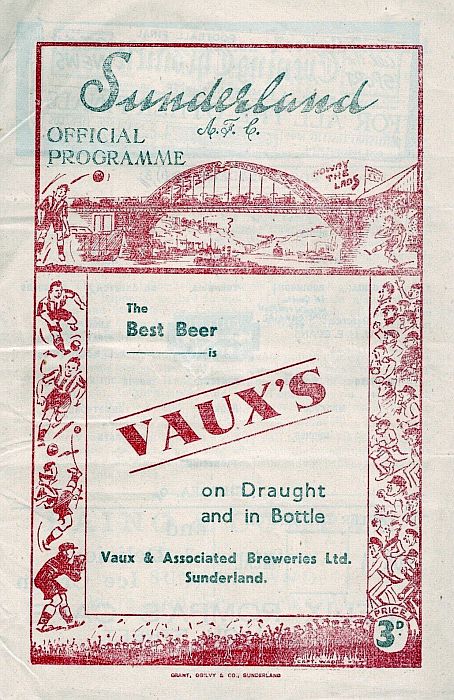 Sunderland
A.F.C.
OFFICIAL
PROGRAMME
HOWAY
THE
LADS
The
Best Beer
is
VAUX'S
on Draught
and in Bottle
Vaux & Associated Breweries Ltd.
Sunderland.
PRICE
3D
GRANT, OGILVY & CO., SUNDERLAND